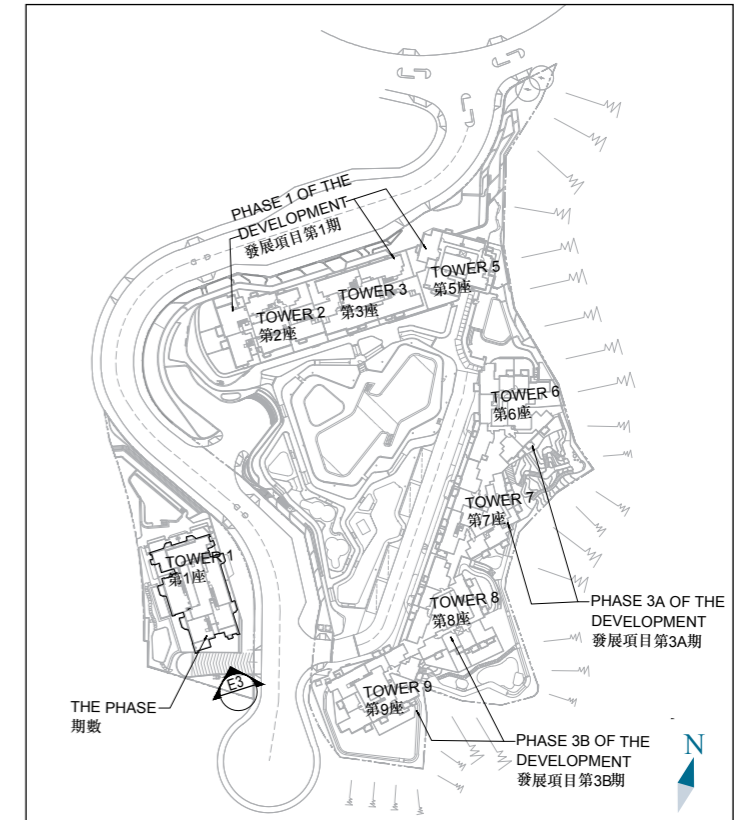 PHASE 1 OF THE
DEVELOPMENT
發展項目第1期
TOWER 5
第5座
TOWER 3
第3座
TOWER 2
第2座
TOWER 6
第6座
TOWER 7
第7座
TOWER 1
第1座
TOWER 8
第8座
PHASE 3A OF THE
DEVELOPMENT
發展項目第3A期
E3
TOWER 9
第9座
THE PHASE
期數
PHASE 3B OF THE
DEVELOPMENT
發展項目第3B期
N